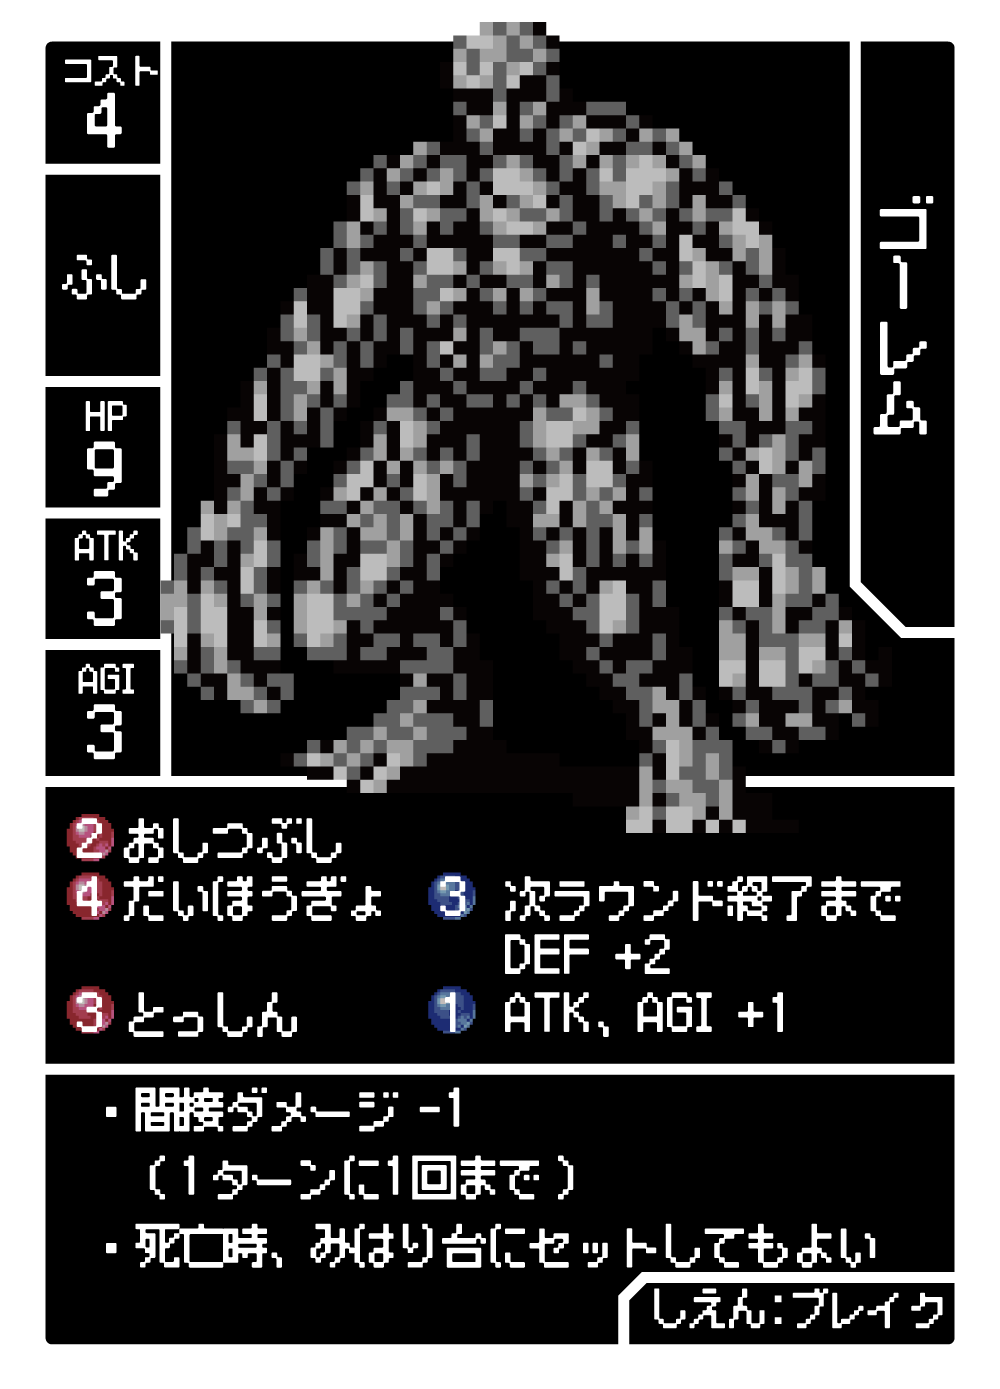 コスト
4
ふし
HP
9
ATK
3
AGI
3
ゴーレム
2 おしつぶし
4 だいぼうぎょ 3 次ラウンド終了まで
DEF +2
3 とっしん 1 ATK、AGI +1
・間接ダメージ -1
(1ターンに1回まで)
・死亡時、みはり台にセットしてもよい
しえん:ブレイク